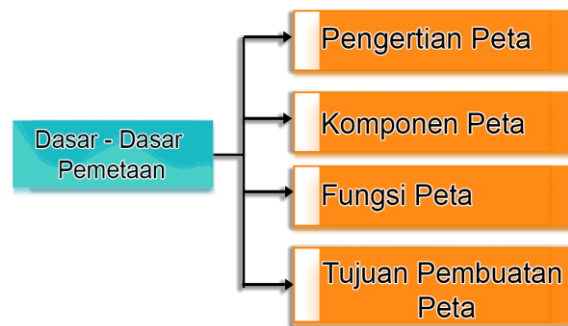 Dasar - Dasar
Pemetaan
Pengertian Peta
Komponen Peta
Fungsi Peta
Tujuan Pembuatan
Peta